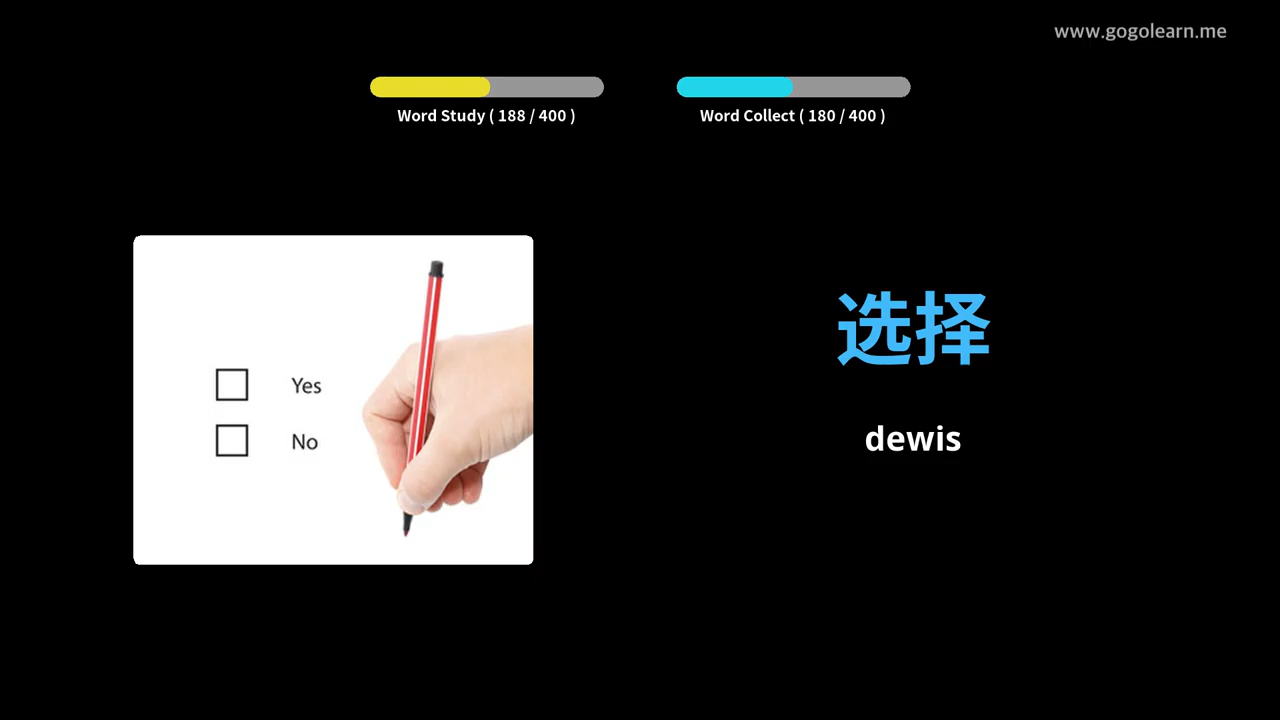 www.gogolearn.me
Word Study ( 188 / 400 )
Word Collect ( 180 / 400 )
Yes
No
选择
dewis